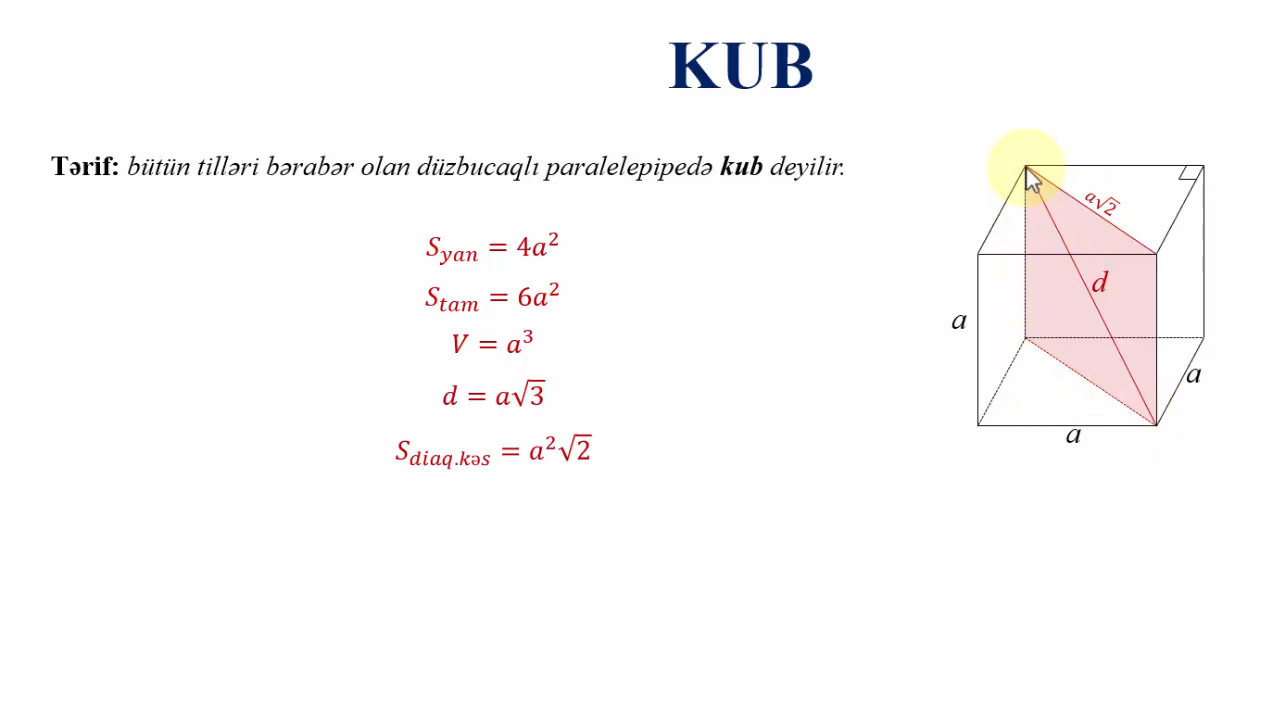 KUB
Tərif: bütün tilləri bərabər olan düzbucaqlı paralelepipedə kub deyilir.
S_yan = 4a²
S_tam = 6a²
V = a³
d = a√3
S_diaq.kəs = a²√2
a√2
d
a
a
a